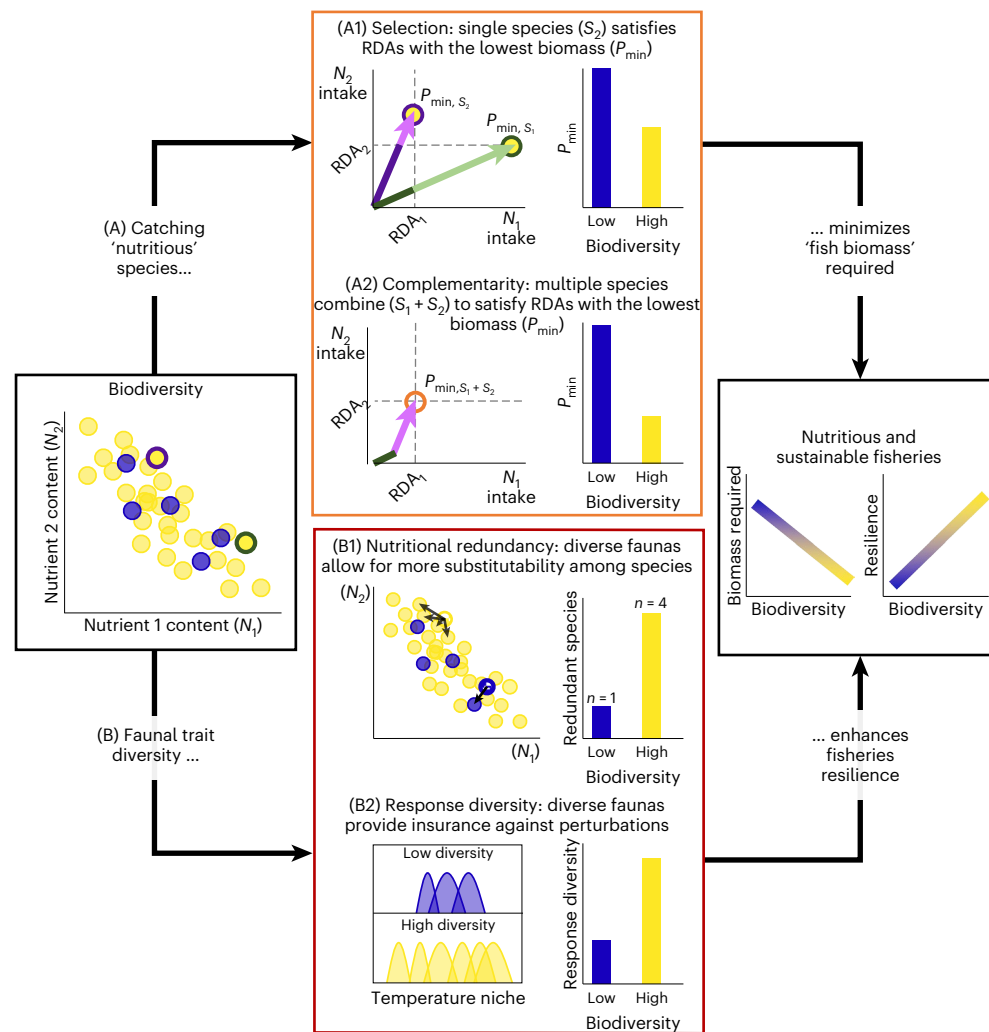 (A1) Selection: single species (S₂) satisfies
RDAs with the lowest biomass (Pmin)
N₂
intake
Pmin, S₂
Pmin, S₁
RDA₂
RDA₁
N₁
intake
Pmin
Low
High
Biodiversity
(A) Catching
‘nutritious’
species...
... minimizes
‘fish biomass’
required
(A2) Complementarity: multiple species
combine (S₁ + S₂) to satisfy RDAs with the lowest
biomass (Pmin)
N₂
intake
Pmin,S₁ + S₂
RDA₂
RDA₁
N₁
intake
Pmin
Low
High
Biodiversity
Biodiversity
Nutrient 2 content (N₂)
Nutrient 1 content (N₁)
Nutritious and
sustainable fisheries
Biomass required
Biodiversity
Resilience
Biodiversity
(B1) Nutritional redundancy: diverse faunas
allow for more substitutability among species
(N₂)
(N₁)
Redundant species
n = 1
n = 4
Low
High
Biodiversity
(B) Faunal trait
diversity ...
... enhances
fisheries
resilience
(B2) Response diversity: diverse faunas
provide insurance against perturbations
Low diversity
High diversity
Temperature niche
Response diversity
Low
High
Biodiversity